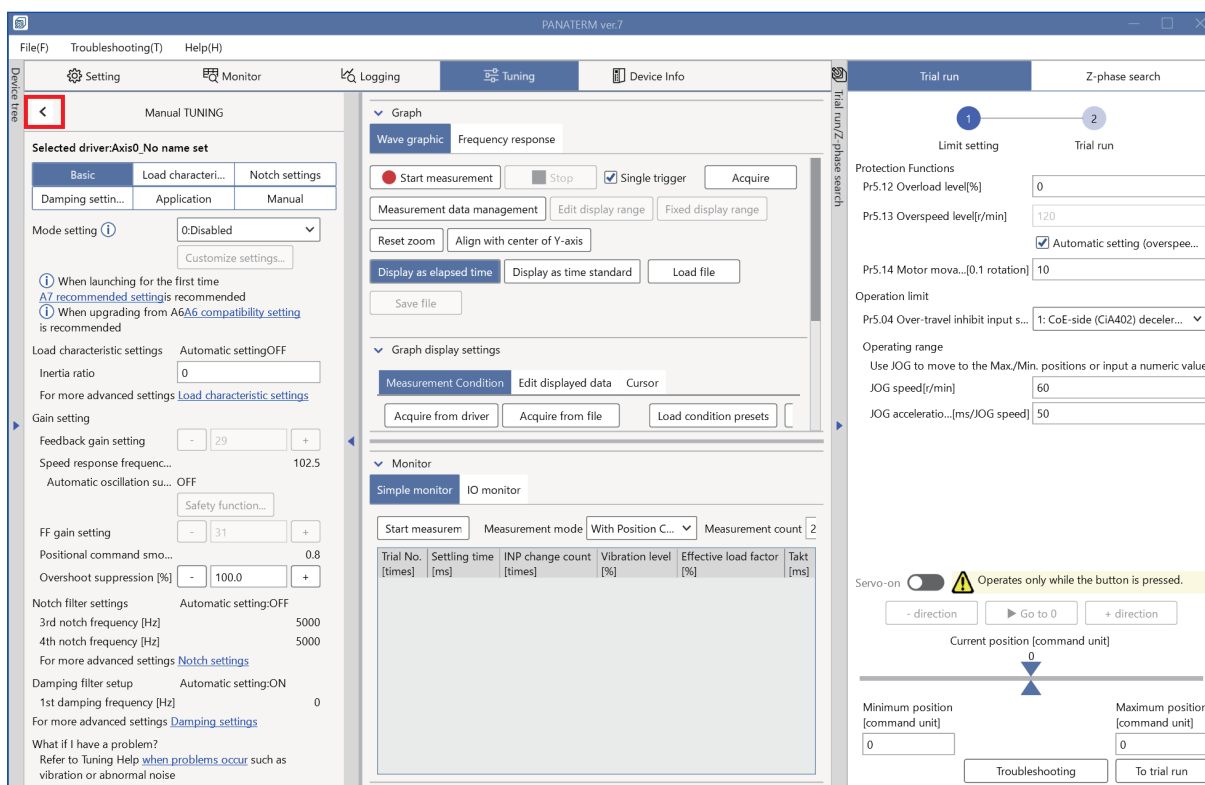 PANATERM ver.7
File(F) Troubleshooting(T) Help(H)
Device tree
Setting Monitor Logging Tuning Device Info
Manual TUNING
Selected driver:Axis0_No name set
Basic Load characteri... Notch settings
Damping settin... Application Manual
Mode setting 0:Disabled
Customize settings...
When launching for the first time
A7 recommended settingis recommended
When upgrading from A6A6 compatibility setting
is recommended
Load characteristic settings Automatic settingOFF
Inertia ratio 0
For more advanced settings Load characteristic settings
Gain setting
Feedback gain setting - 29 +
Speed response frequenc... 102.5
Automatic oscillation su... OFF
Safety function...
FF gain setting - 31 +
Positional command smo... 0.8
Overshoot suppression [%] - 100.0 +
Notch filter settings Automatic setting:OFF
3rd notch frequency [Hz] 5000
4th notch frequency [Hz] 5000
For more advanced settings Notch settings
Damping filter setup Automatic setting:ON
1st damping frequency [Hz] 0
For more advanced settings Damping settings
What if I have a problem?
Refer to Tuning Help when problems occur such as
vibration or abnormal noise
Graph
Wave graphic Frequency response
Start measurement Stop Single trigger Acquire
Measurement data management Edit display range Fixed display range
Reset zoom Align with center of Y-axis
Display as elapsed time Display as time standard Load file
Save file
Graph display settings
Measurement Condition Edit displayed data Cursor
Acquire from driver Acquire from file Load condition presets
Monitor
Simple monitor IO monitor
Start measurem Measurement mode With Position C... Measurement count 2
Trial No. Settling time INP change count Vibration level Effective load factor Takt
[times] [ms] [times] [%] [%] [ms]
Trial run/Z-phase search
Trial run Z-phase search
1 2
Limit setting Trial run
Protection Functions
Pr5.12 Overload level[%] 0
Pr5.13 Overspeed level[r/min] 120
Automatic setting (overspee...
Pr5.14 Motor mova...[0.1 rotation] 10
Operation limit
Pr5.04 Over-travel inhibit input s... 1: CoE-side (CiA402) deceler...
Operating range
Use JOG to move to the Max./Min. positions or input a numeric value
JOG speed[r/min] 60
JOG acceleratio...[ms/JOG speed] 50
Servo-on Operates only while the button is pressed.
- direction Go to 0 + direction
Current position [command unit]
0
Minimum position Maximum position
[command unit] [command unit]
0 0
Troubleshooting To trial run